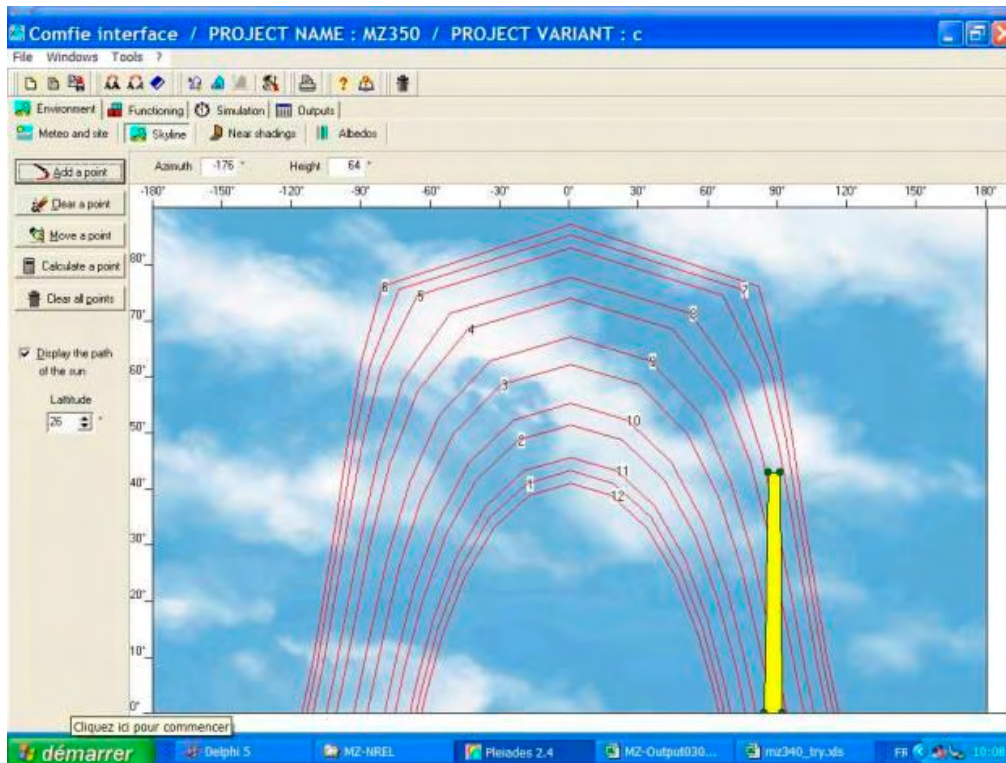 Comfie interface / PROJECT NAME : MZ350 / PROJECT VARIANT : c
File Windows Tools ?
Environment Functioning Simulation Outputs
Meteo and site Skyline Near shadings Albedos
Add a point Azimuth -176 ° Height 64 °
-180° -150° -120° -90° -60° -30° 0° 30° 60° 90° 120° 150° 180°
Clear a point
Move a point
Calculate a point
Clear all points
Display the path
of the sun
Latitude
26 °
80°
70°
60°
50°
40°
30°
20°
10°
0°
6 5 7
4 8
3 9
2 10
1 11
12
Cliquez ici pour commencer
démarrer Delphi 5 MZ-NREL Pleiades 2.4 MZ-Output030... mz340_try.xls FR 10:08